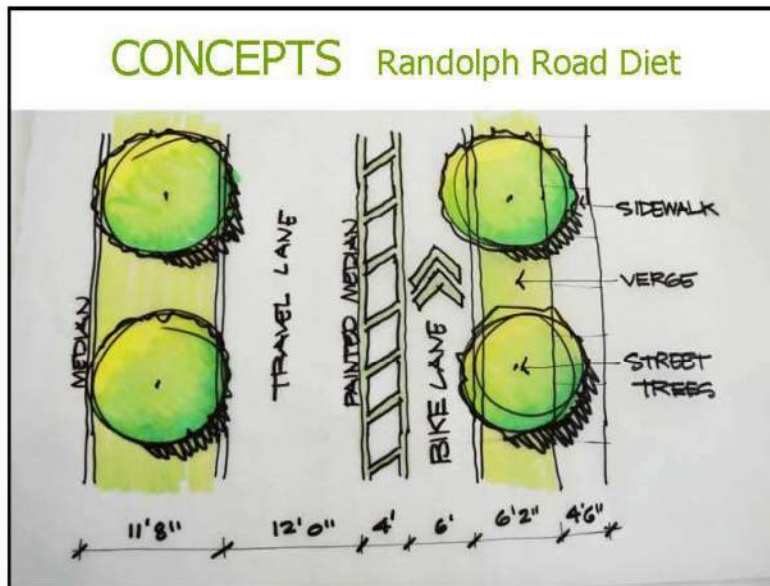 CONCEPTS Randolph Road Diet
MEDIAN
TRAVEL LANE
PAINTED MEDIAN
BIKE LANE
SIDEWALK
VERGE
STREET
TREES
11'8" 12'0" 4' 6' 6'2" 4'6"